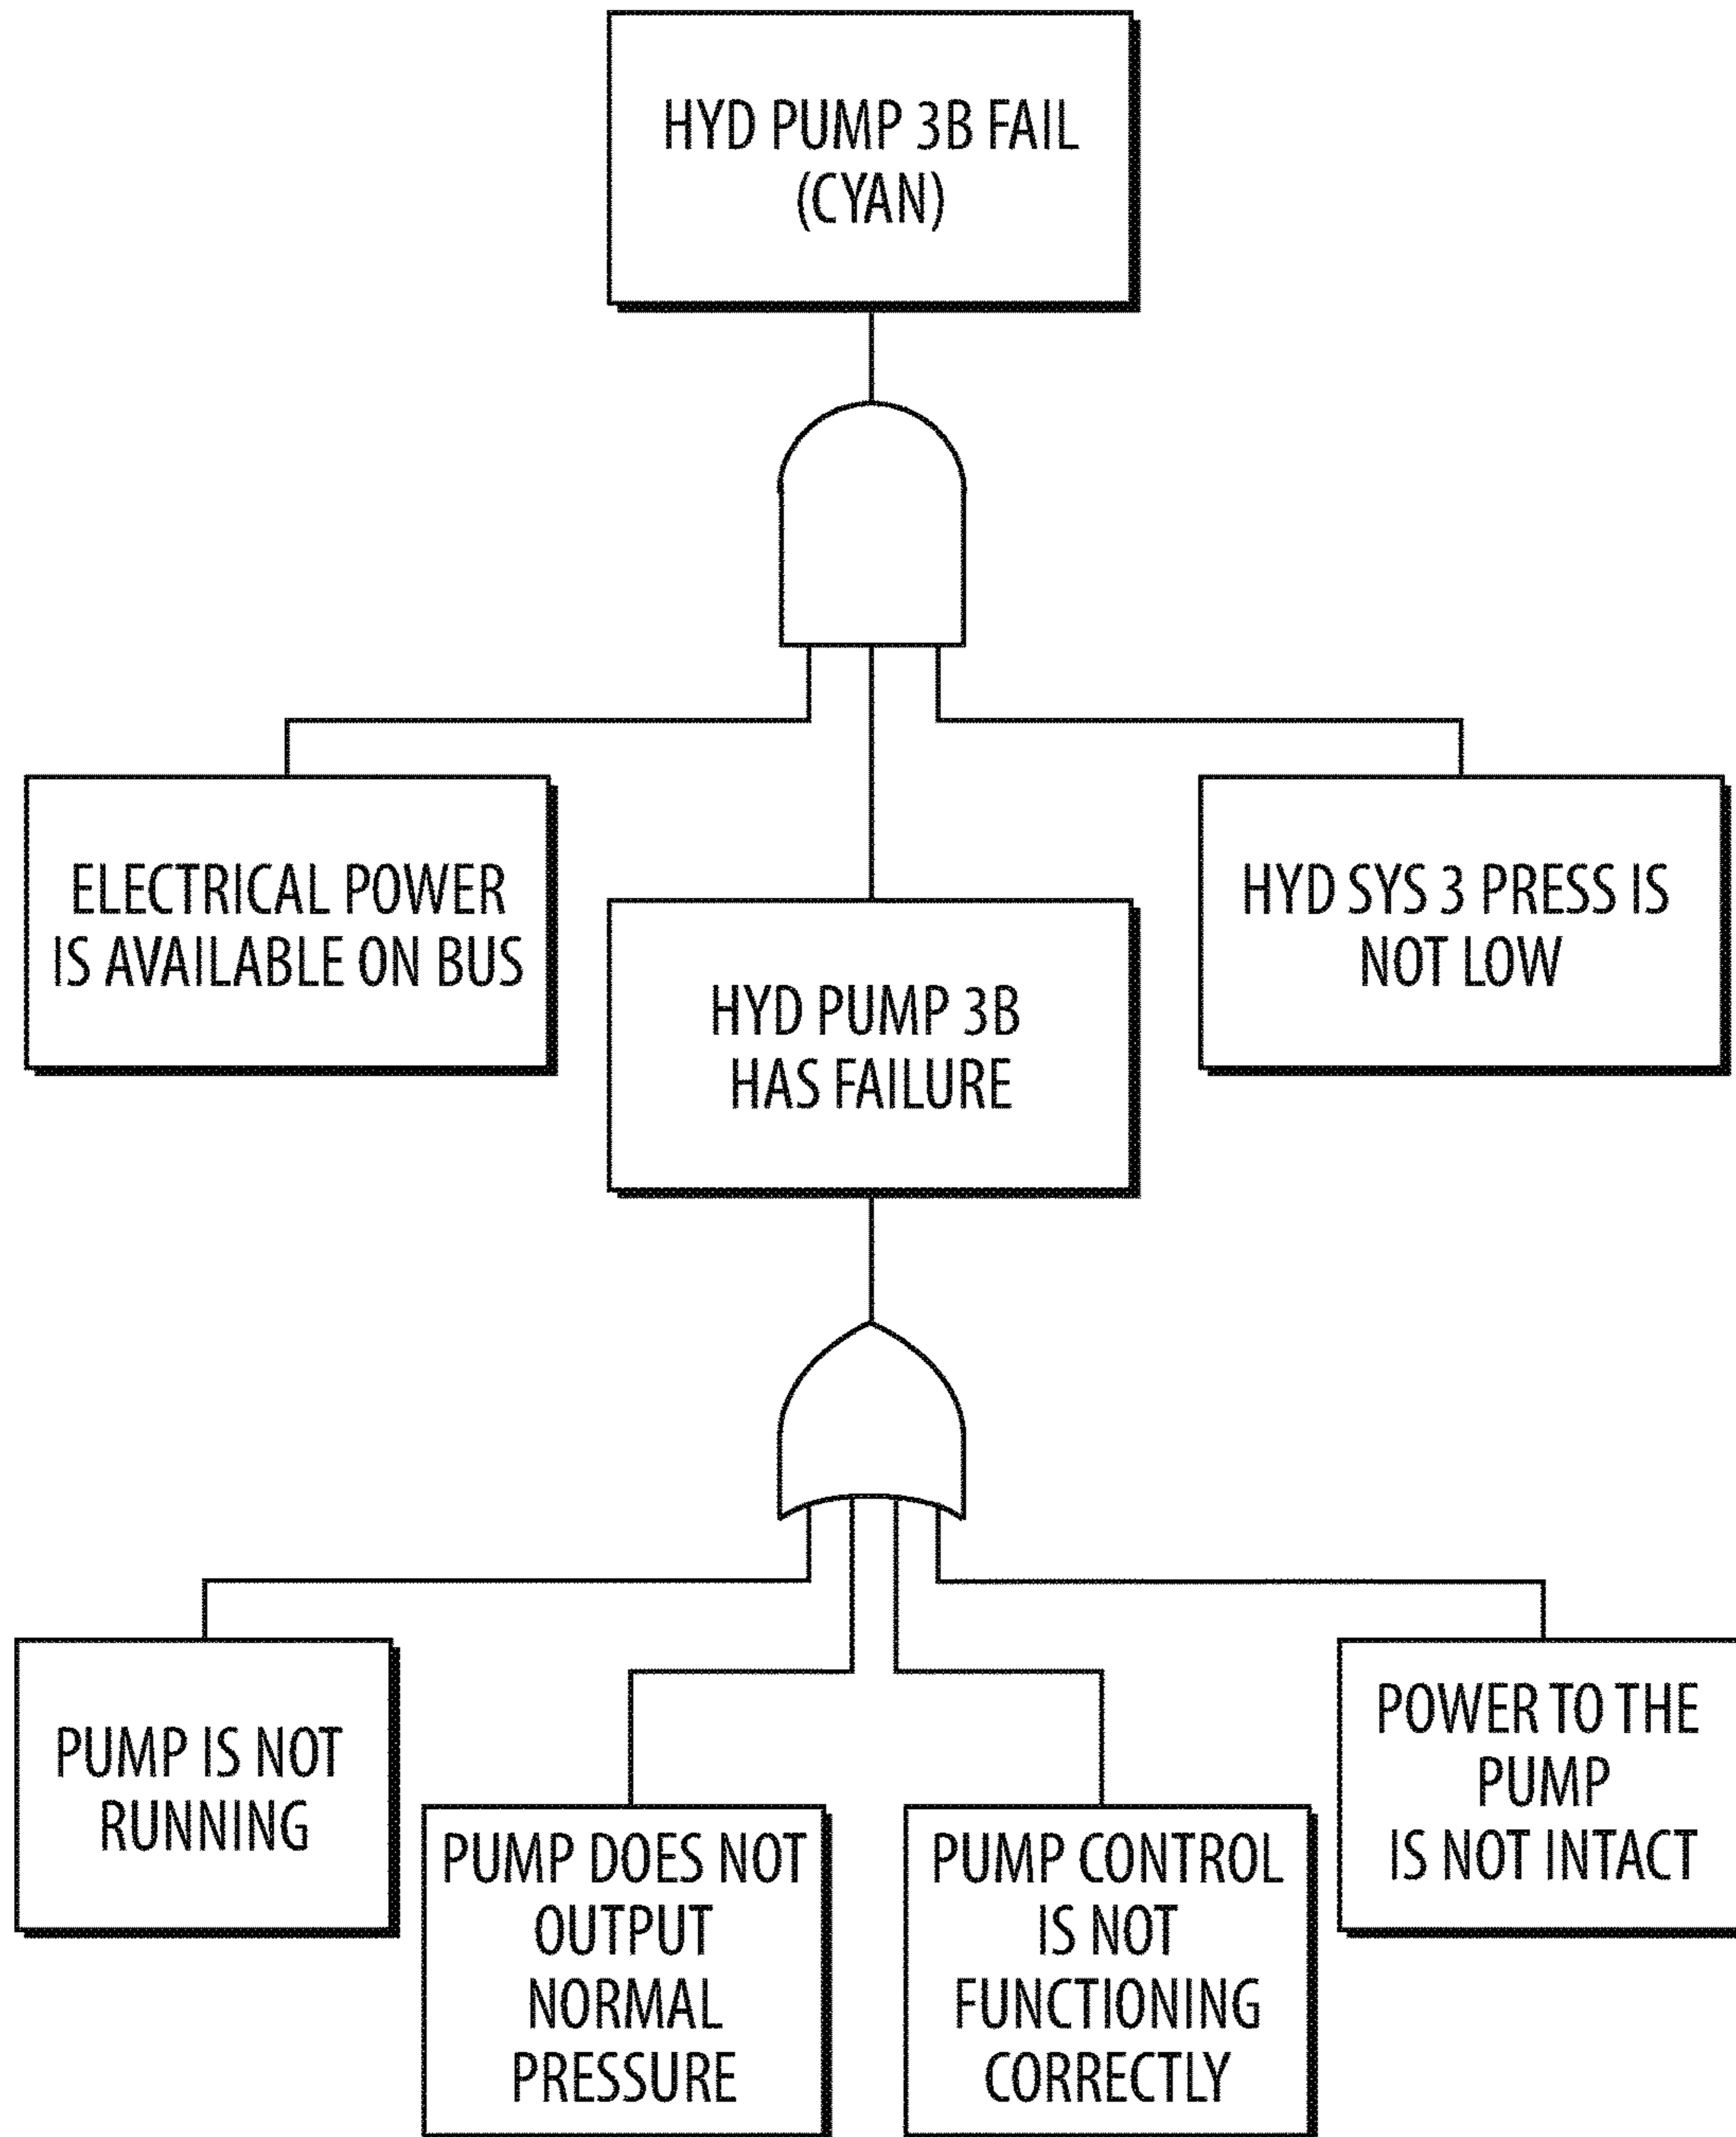 HYD PUMP 3B FAIL
(CYAN)
ELECTRICAL POWER
IS AVAILABLE ON BUS
HYD PUMP 3B
HAS FAILURE
HYD SYS 3 PRESS IS
NOT LOW
PUMP IS NOT
RUNNING
PUMP DOES NOT
OUTPUT
NORMAL
PRESSURE
PUMP CONTROL
IS NOT
FUNCTIONING
CORRECTLY
POWER TO THE
PUMP
IS NOT INTACT